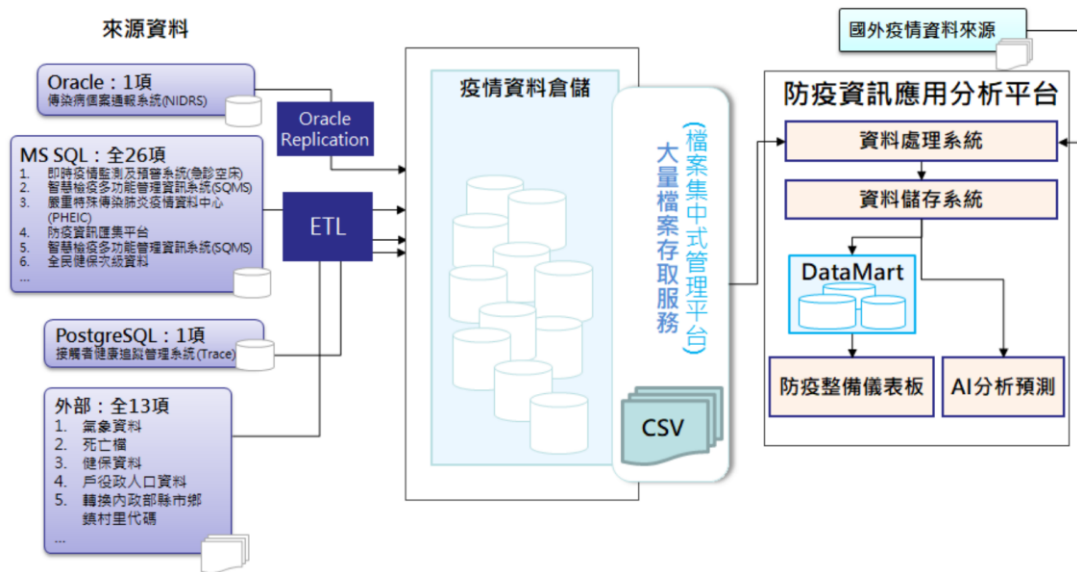 來源資料
Oracle：1項
傳染病個案通報系統(NIDRS)
MS SQL：全26項
1. 即時疫情監測及預警系統(急診空床)
2. 智慧檢疫多功能管理資訊系統(SQMS)
3. 嚴重特殊傳染肺炎疫情資料中心
(PHEIC)
4. 防疫資訊匯集平台
5. 智慧檢疫多功能管理資訊系統(SQMS)
6. 全民健保次級資料
...
PostgreSQL：1項
接觸者健康追蹤管理系統(Trace)
外部：全13項
1. 氣象資料
2. 死亡檔
3. 健保資料
4. 戶役政人口資料
5. 轉換內政部縣市鄉
鎮村里代碼
...
Oracle
Replication
ETL
疫情資料倉儲
大量檔案存取服務
(檔案集中式管理平台)
CSV
國外疫情資料來源
防疫資訊應用分析平台
資料處理系統
資料儲存系統
DataMart
防疫整備儀表板
AI分析預測